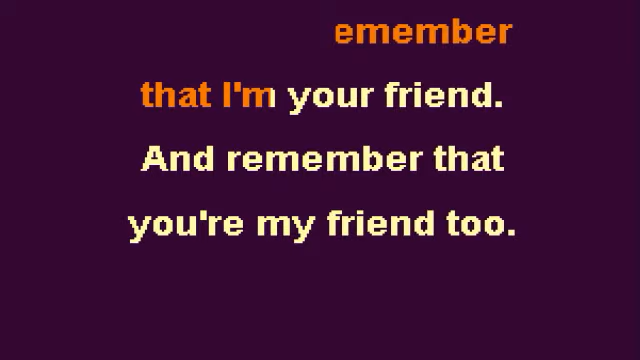 emember
that I'm your friend.
And remember that
you're my friend too.